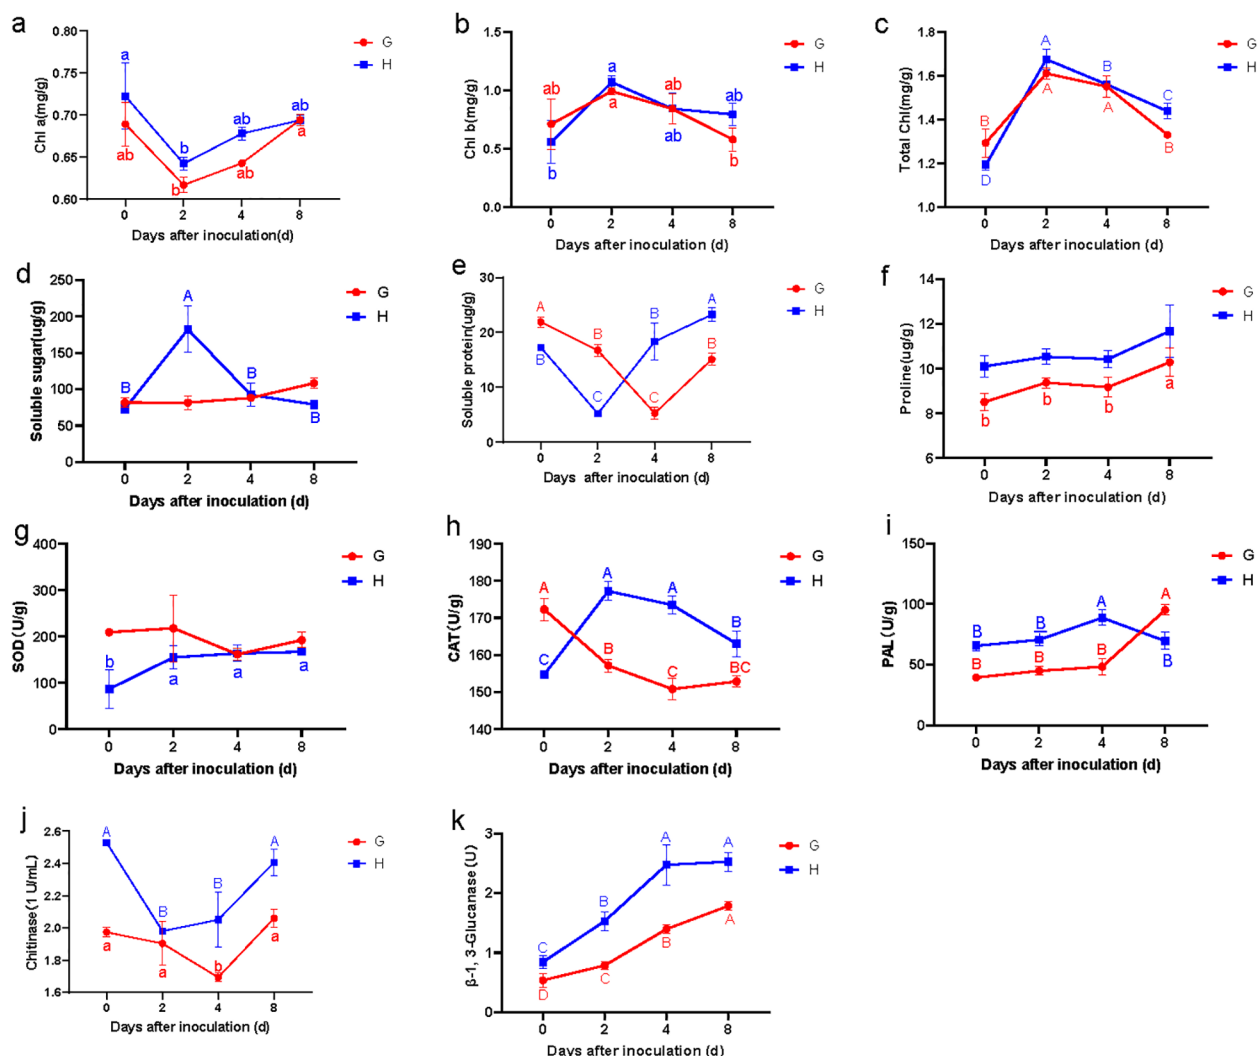 a
Chl a(mg/g)
0.80
0.75
0.70
0.65
0.60
a
ab
b
b
ab
ab
ab
a
0
2
4
8
Days after inoculation(d)
G
H
b
Chl b(mg/g)
1.5
1.0
0.5
0.0
ab
b
a
a
ab
ab
ab
b
0
2
4
8
Days after inoculation (d)
G
H
c
Total Chl(mg/g)
1.8
1.6
1.4
1.2
1.0
B
D
A
A
B
A
C
B
0
2
4
8
Days after inoculation (d)
G
H
d
Soluble sugar(ug/g)
250
200
150
100
50
0
B
A
B
B
0
2
4
8
Days after inoculation (d)
G
H
e
Soluble protein(ug/g)
30
20
10
0
A
B
B
C
B
C
A
B
0
2
4
8
Days after inoculation (d)
G
H
f
Proline(ug/g)
14
12
10
8
6
b
b
b
a
0
2
4
8
Days after inoculation (d)
G
H
g
SOD(U/g)
400
300
200
100
0
b
a
a
a
0
2
4
8
Days after inoculation (d)
G
H
h
CAT(U/g)
190
180
170
160
150
140
A
C
A
B
A
C
B
BC
0
2
4
8
Days after inoculation (d)
G
H
i
PAL(U/g)
150
100
50
0
B
B
B
B
A
B
A
B
0
2
4
8
Days after inoculation (d)
G
H
j
Chitinase(1 U/mL)
2.6
2.4
2.2
2.0
1.8
1.6
A
a
B
a
B
b
A
a
0
2
4
8
Days after inoculation (d)
G
H
k
β-1, 3-Glucanase(U)
3
2
1
0
C
D
B
C
A
B
A
A
0
2
4
8
Days after inoculation (d)
G
H